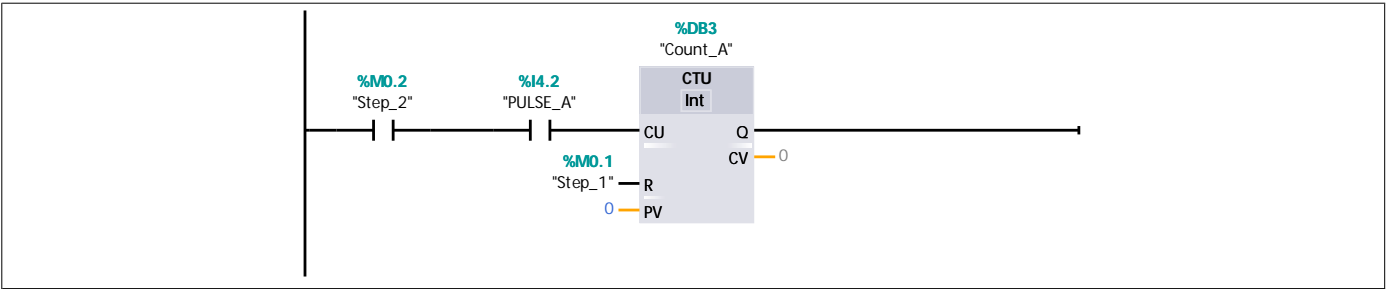 %DB3
"Count_A"
%M0.2
"Step_2"
%I4.2
"PULSE_A"
CTU
Int
CU
Q
CV
0
%M0.1
"Step_1"
R
0
PV